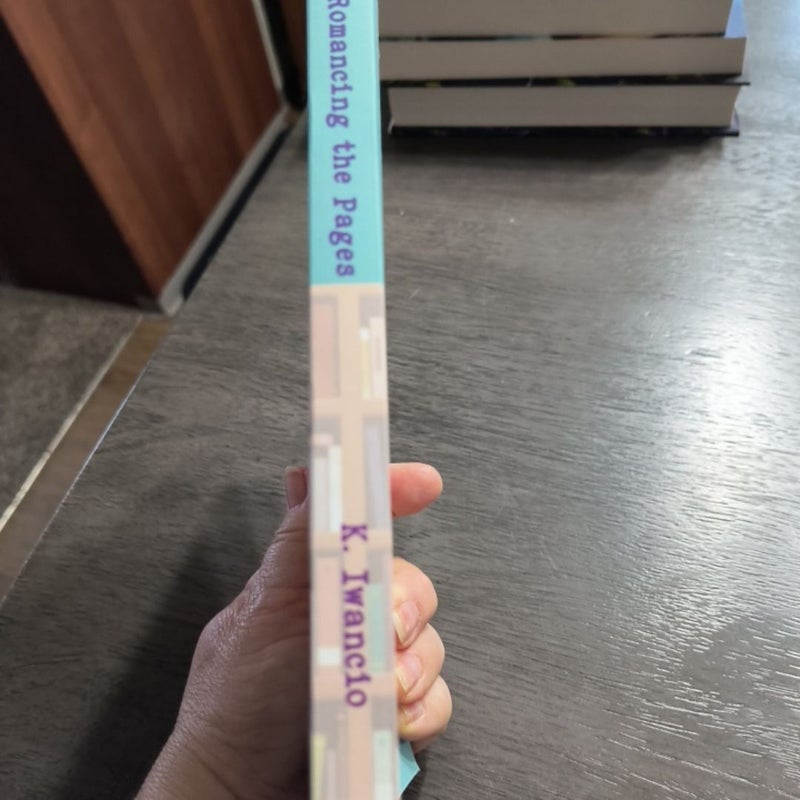 Romancing the Pages
K. Iwancio